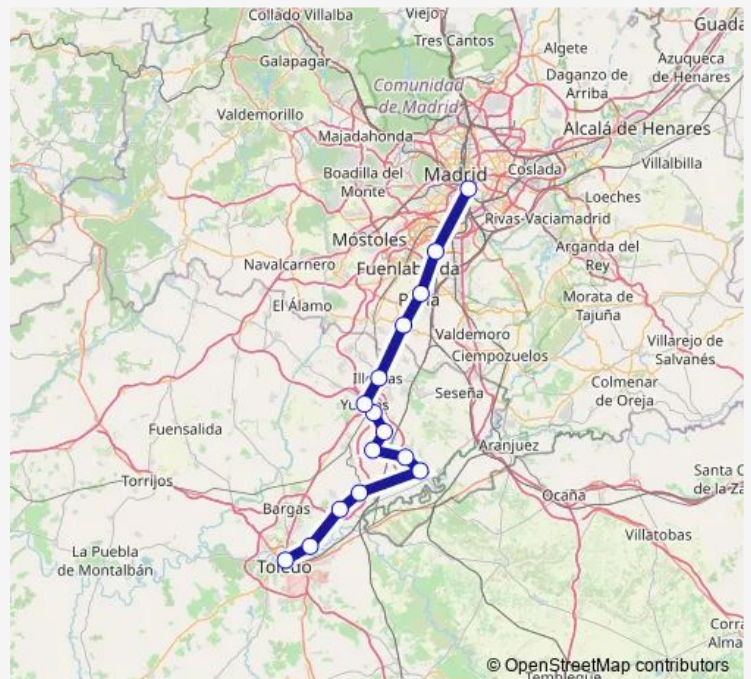 Collado Villalba
Viejo
Tres Cantos
Guada
Galapagar
Algete
Azuqueca
de Henares
Comunidad
de Madrid
Daganzo de
Arriba
Valdemorillo
Majadahonda
Alcalá de Henares
Boadilla del
Monte
Madrid
Coslada
Villalbilla
Loeches
Rivas-Vaciamadrid
Móstoles
Arganda del
Rey
Navalcarnero
Fuenlab da
El Álamo
Morata de
Tajuña
Valdemoro
Ciempozuelos
Villarejo de
Salvanés
Seseña
Colmenar
de Oreja
Fuensalida
Aranjuez
Torrijos
Santa C
de la Za
Ocaña
Bargas
Villatobas
La Puebla
de Montalbán
Toledo
Corra
Alma
© OpenStreetMap contributors